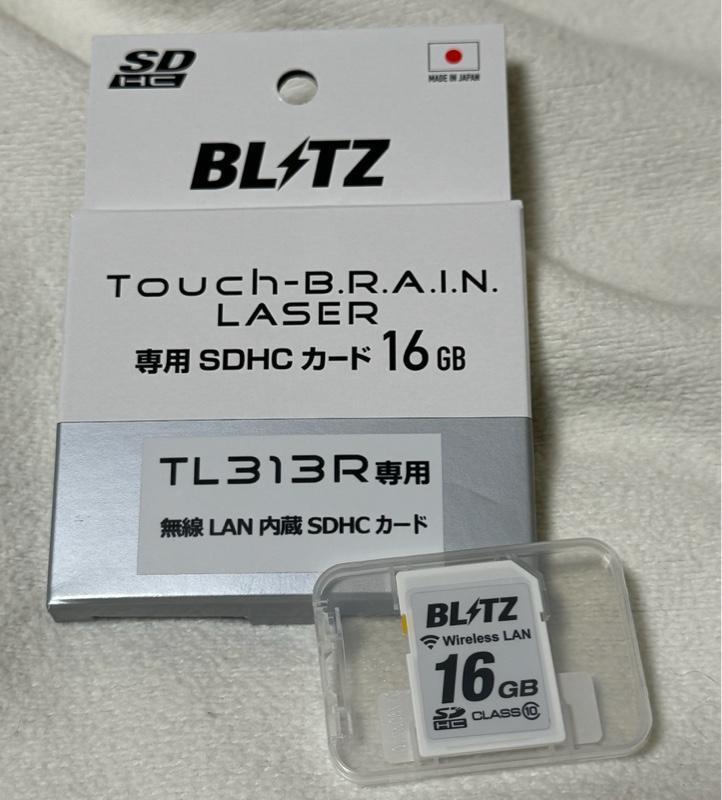 SD
HC
MADE IN JAPAN
BLITZ
Touch-B.R.A.I.N.
LASER
専用 SDHC カード 16 GB
TL313R専用
無線 LAN 内蔵 SDHC カード
BLITZ
Wireless LAN
16 GB
SD
HC
CLASS 10